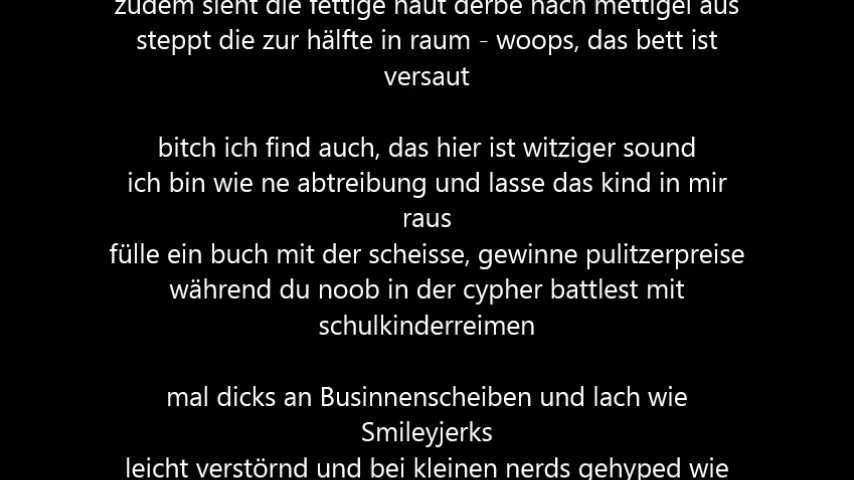 zudem sieht die fettige haut derbe nach mettigel aus
steppt die zur hälfte in raum - woops, das bett ist
versaut
bitch ich find auch, das hier ist witziger sound
ich bin wie ne abtreibung und lasse das kind in mir
raus
fülle ein buch mit der scheisse, gewinne pulitzerpreise
während du noob in der cypher battlest mit
schulkinderreimen
mal dicks an Businnenscheiben und lach wie
Smileyjerks
leicht verstörnd und bei kleinen nerds gehyped wie